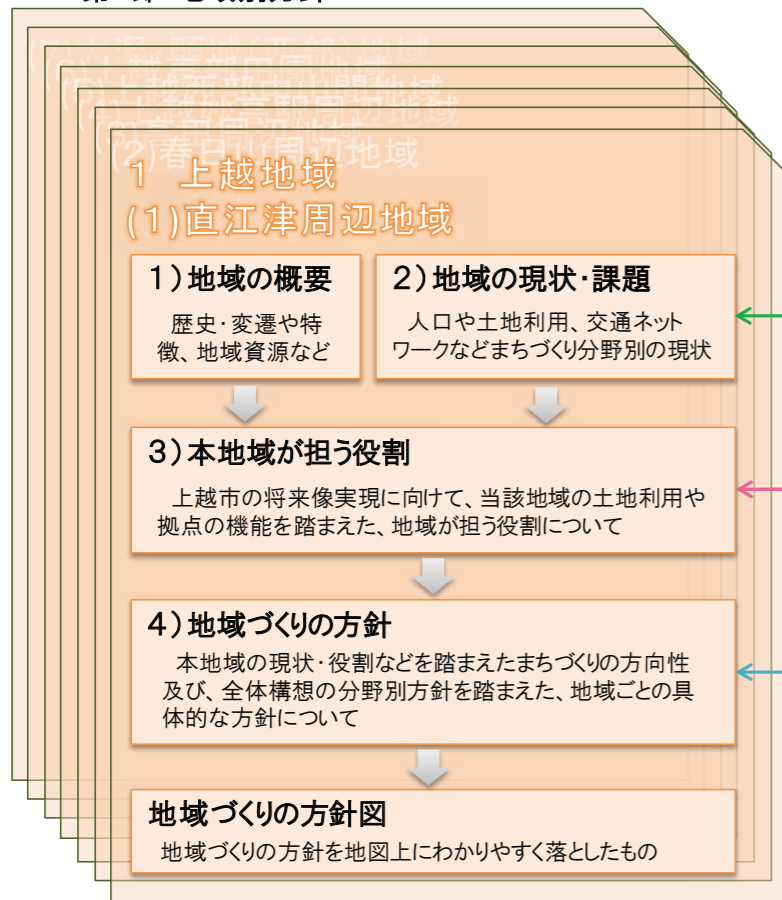 (2)春日山周辺地域
1 上越地域
(1)直江津周辺地域
1)地域の概要
歴史・変遷や特
徴、地域資源など
2)地域の現状・課題
人口や土地利用、交通ネット
ワークなどまちづくり分野別の現状
3)本地域が担う役割
上越市の将来像実現に向けて、当該地域の土地利用や
拠点の機能を踏まえた、地域が担う役割について
4)地域づくりの方針
本地域の現状・役割などを踏まえたまちづくりの方向性
及び、全体構想の分野別方針を踏まえた、地域ごとの具
体的な方針について
地域づくりの方針図
地域づくりの方針を地図上にわかりやすく落としたもの